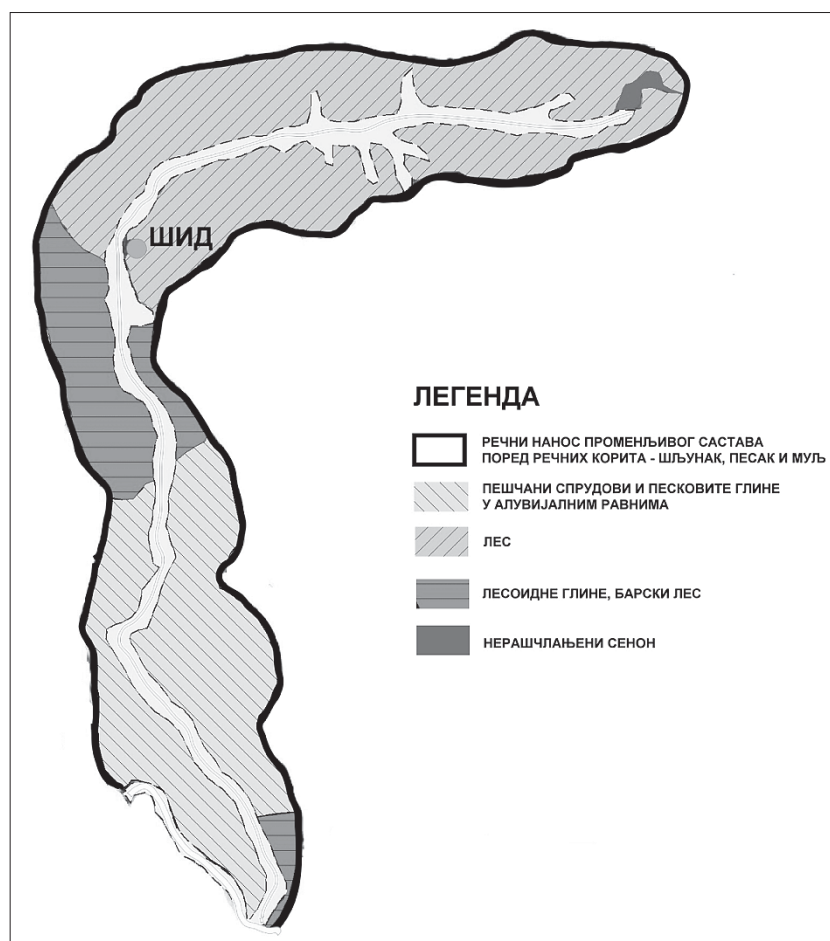 ШИД
ЛЕГЕНДА
РЕЧНИ НАНОС ПРОМЕНЉИВОГ САСТАВА
ПОРЕД РЕЧНИХ КОРИТА - ШЉУНАК, ПЕСАК И МУЉ
ПЕШЧАНИ СПРУДОВИ И ПЕСКОВИТЕ ГЛИНЕ
У АЛУВИЈАЛНИМ РАВНИМА
ЛЕС
ЛЕСОИДНЕ ГЛИНЕ, БАРСКИ ЛЕС
НЕРАШЧЛАЊЕНИ СЕНОН